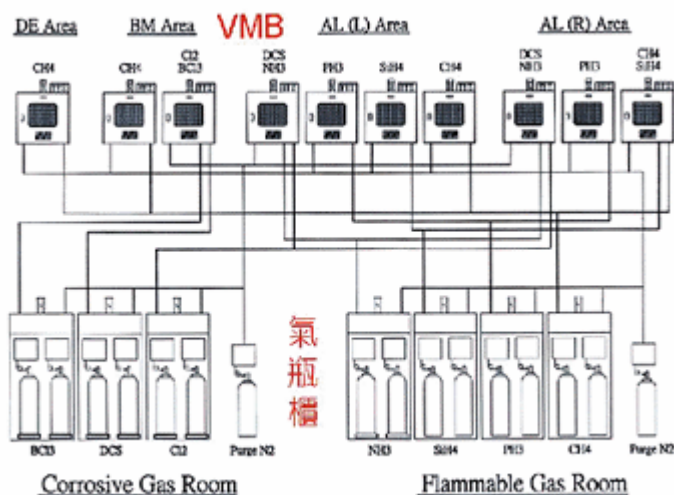 DE Area BM Area VMB AL (L) Area AL (R) Area
CH4 CH4 Cl2 BCl3 DCS NH3 PH3 SiH4 CH4 DCS NH3 PH3 CH4 SiH4
氣瓶櫃
BCl3 DCS Cl2 Purge N2 NH3 SiH4 PH3 CH4 Purge N2
Corrosive Gas Room Flammable Gas Room